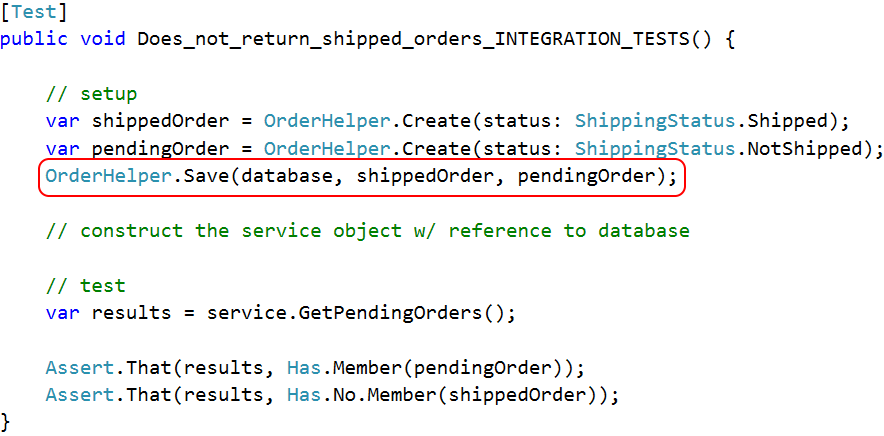 [Test]
public void Does_not_return_shipped_orders_INTEGRATION_TESTS() {
// setup
var shippedOrder = OrderHelper.Create(status: ShippingStatus.Shipped);
var pendingOrder = OrderHelper.Create(status: ShippingStatus.NotShipped);
OrderHelper.Save(database, shippedOrder, pendingOrder);
// construct the service object w/ reference to database
// test
var results = service.GetPendingOrders();
Assert.That(results, Has.Member(pendingOrder));
Assert.That(results, Has.No.Member(shippedOrder));
}